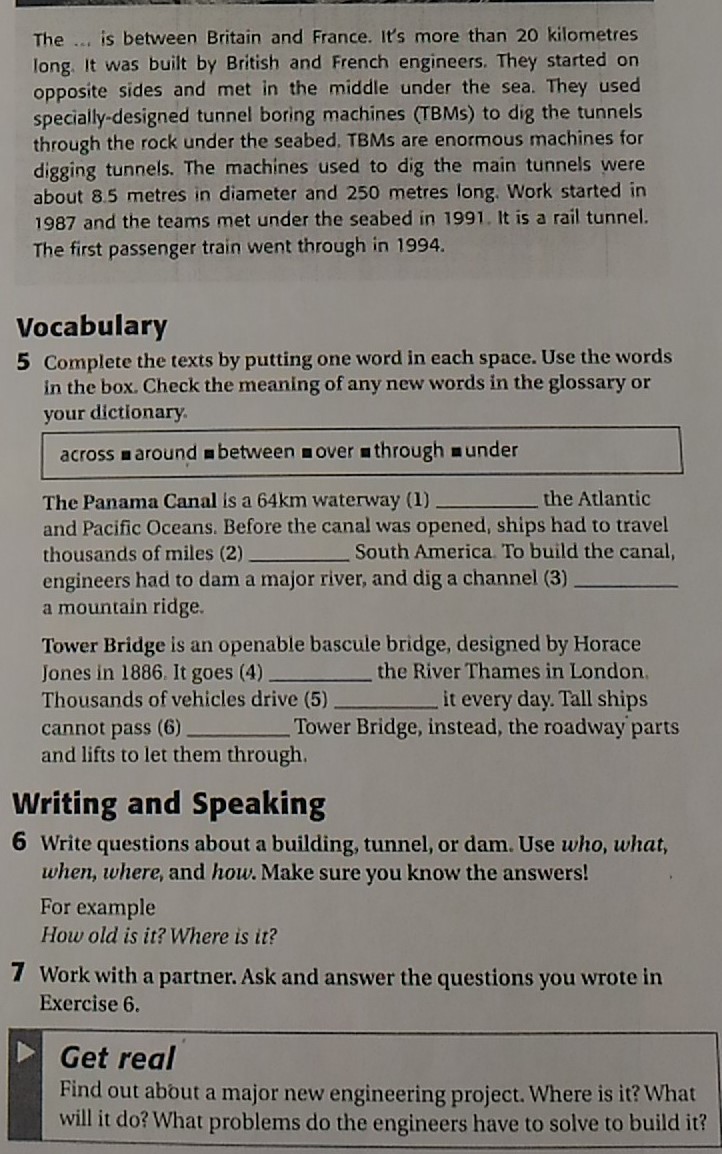 The ... is between Britain and France. It's more than 20 kilometres
long. It was built by British and French engineers. They started on
opposite sides and met in the middle under the sea. They used
specially-designed tunnel boring machines (TBMs) to dig the tunnels
through the rock under the seabed. TBMs are enormous machines for
digging tunnels. The machines used to dig the main tunnels were
about 8.5 metres in diameter and 250 metres long. Work started in
1987 and the teams met under the seabed in 1991. It is a rail tunnel.
The first passenger train went through in 1994.
Vocabulary
5 Complete the texts by putting one word in each space. Use the words
in the box. Check the meaning of any new words in the glossary or
your dictionary.
across ■ around ■ between ■ over ■ through ■ under
The Panama Canal is a 64km waterway (1) __________ the Atlantic
and Pacific Oceans. Before the canal was opened, ships had to travel
thousands of miles (2) __________ South America. To build the canal,
engineers had to dam a major river, and dig a channel (3) __________
a mountain ridge.
Tower Bridge is an openable bascule bridge, designed by Horace
Jones in 1886. It goes (4) __________ the River Thames in London.
Thousands of vehicles drive (5) __________ it every day. Tall ships
cannot pass (6) __________ Tower Bridge, instead, the roadway parts
and lifts to let them through.
Writing and Speaking
6 Write questions about a building, tunnel, or dam. Use who, what,
when, where, and how. Make sure you know the answers!
For example
How old is it? Where is it?
7 Work with a partner. Ask and answer the questions you wrote in
Exercise 6.
Get real
Find out about a major new engineering project. Where is it? What
will it do? What problems do the engineers have to solve to build it?